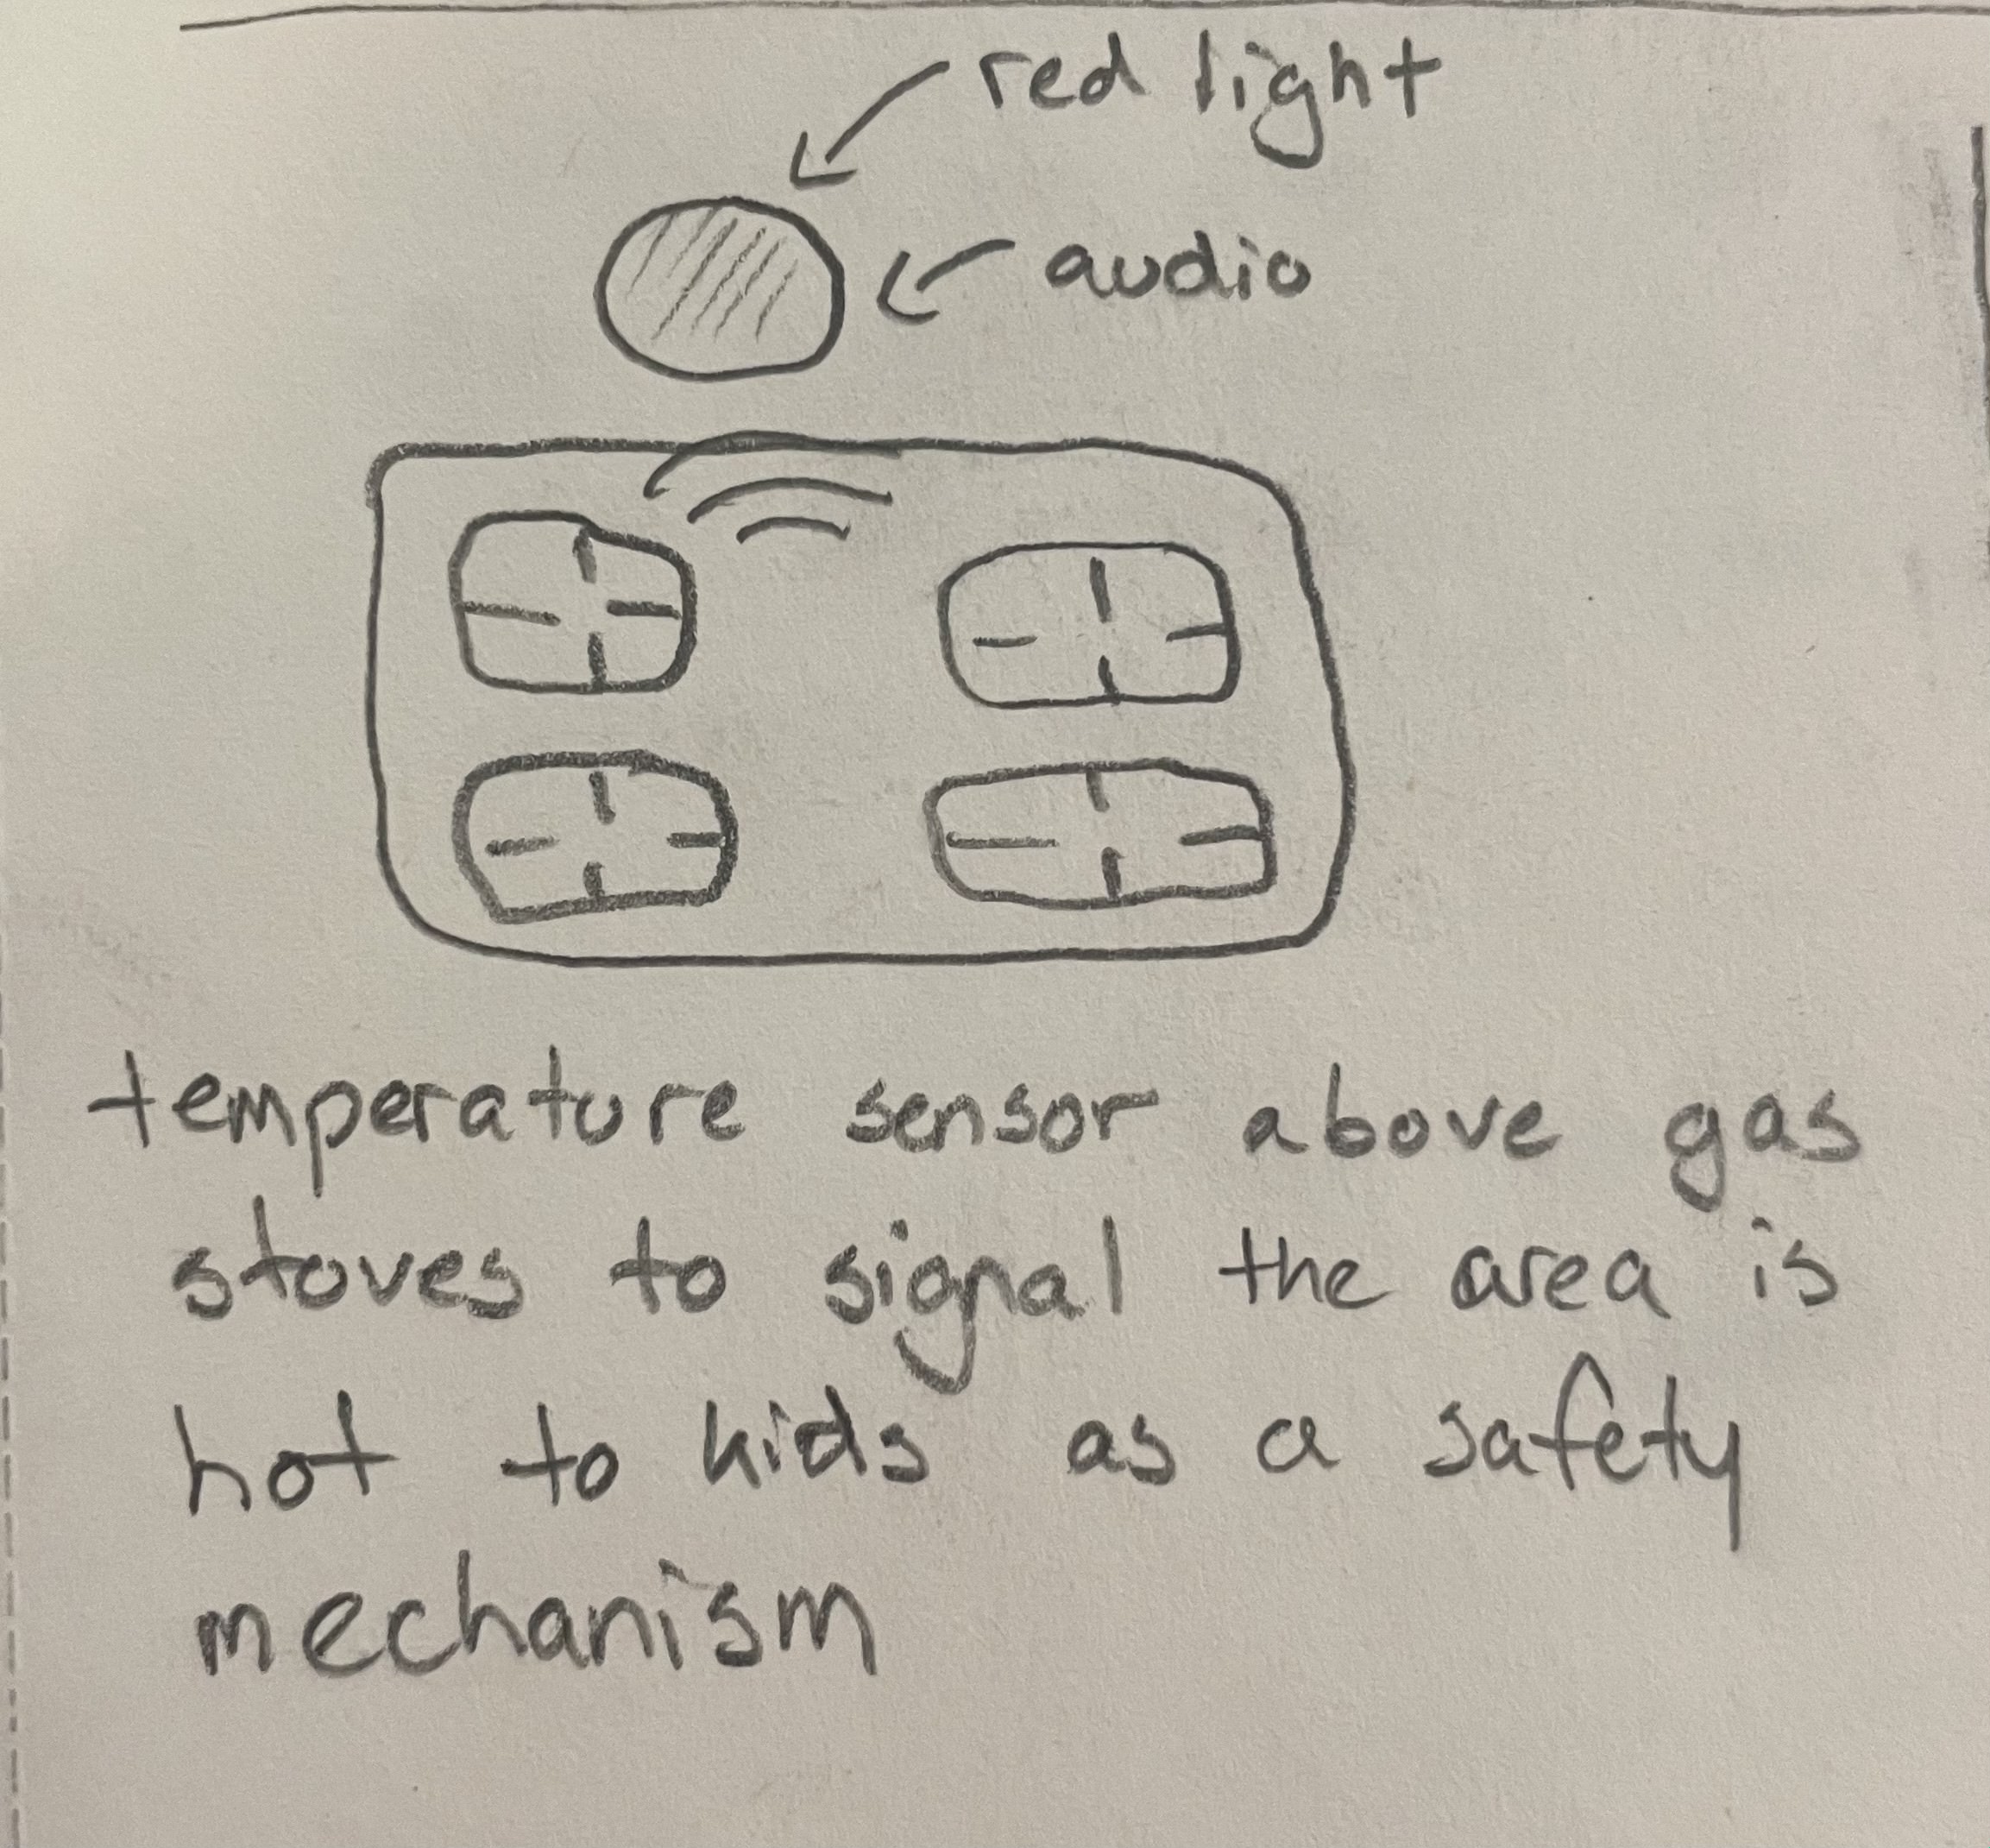 red light
audio
temperature sensor above gas
stoves to signal the area is
hot to kids as a safety
mechanism